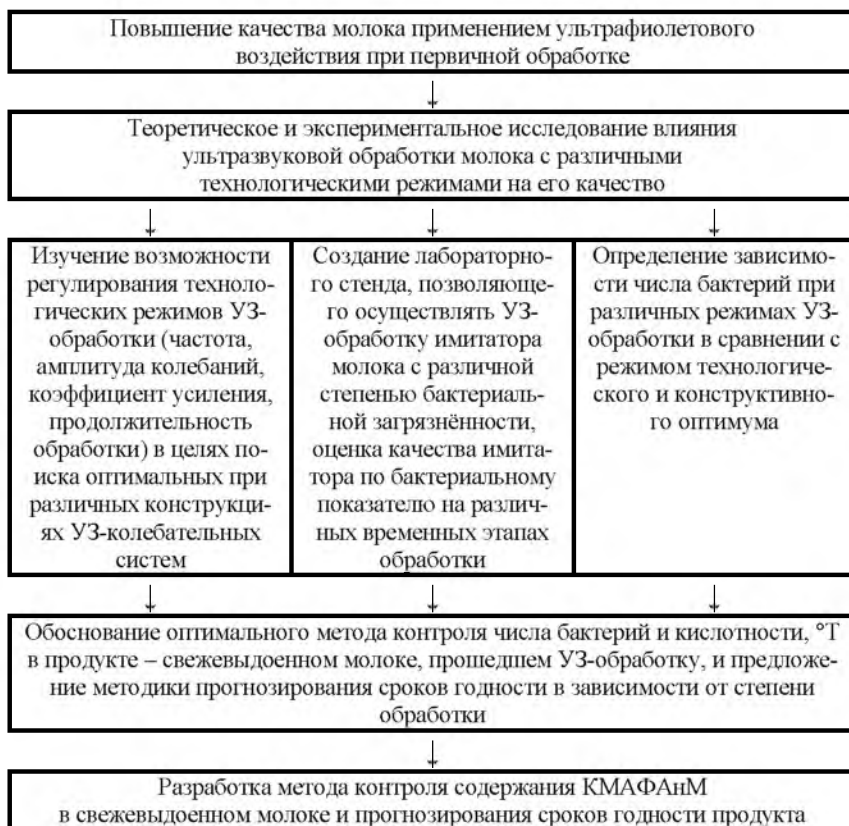 Повышение качества молока применением ультрафиолетового
воздействия при первичной обработке
Теоретическое и экспериментальное исследование влияния
ультразвуковой обработки молока с различными
технологическими режимами на его качество
Изучение возможности
регулирования техноло-
гических режимов УЗ-
обработки (частота,
амплитуда колебаний,
коэффициент усиления,
продолжительность
обработки) в целях по-
иска оптимальных при
различных конструкци-
ях УЗ-колебательных
систем
Создание лабораторно-
го стенда, позволяюще-
го осуществлять УЗ-
обработку имитатора
молока с различной
степенью бактериаль-
ной загрязнённости,
оценка качества имита-
тора по бактериальному
показателю на различ-
ных временных этапах
обработки
Определение зависимо-
сти числа бактерий при
различных режимах УЗ-
обработки в сравнении с
режимом технологиче-
ского и конструктивно-
го оптимума
Обоснование оптимального метода контроля числа бактерий и кислотности, °Т
в продукте – свежевыдоенном молоке, прошедшем УЗ-обработку, и предложе-
ние методики прогнозирования сроков годности в зависимости от степени
обработки
Разработка метода контроля содержания КМАФАнМ
в свежевыдоенном молоке и прогнозирования сроков годности продукта